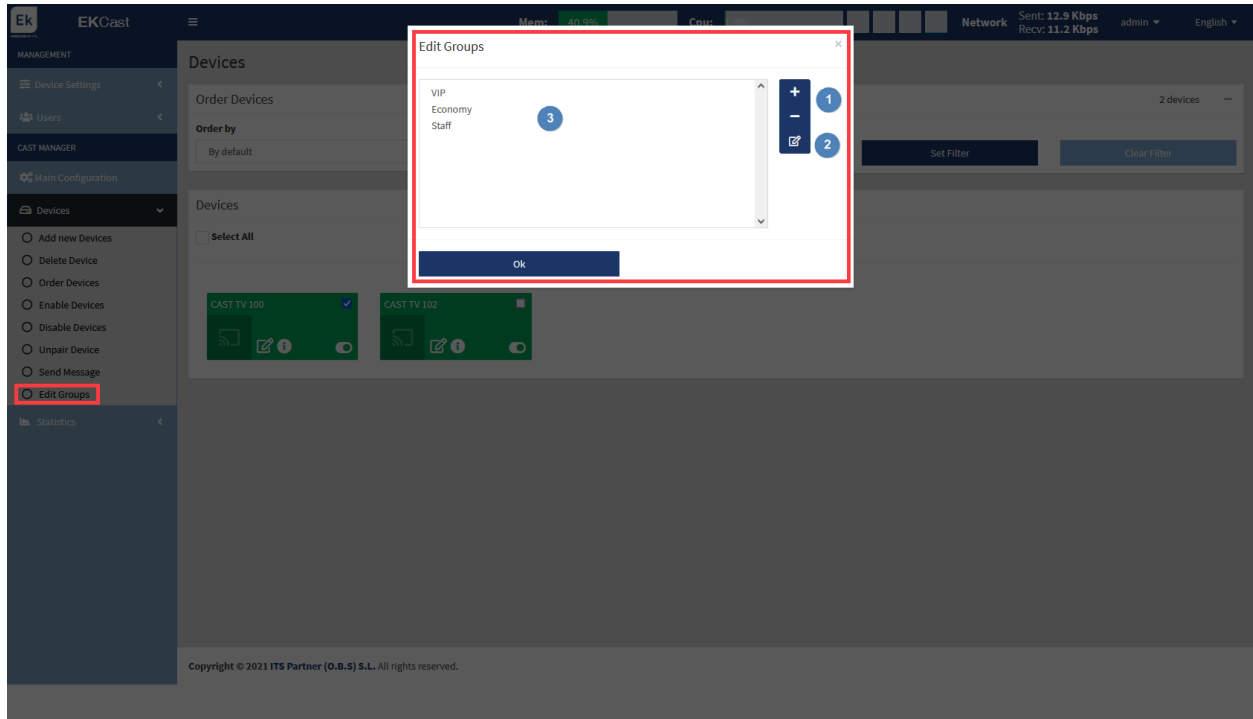 Ek
EKCast
Mem: 40.9%
Cpu:
Network
Sent: 12.9 Kbps
Recv: 11.2 Kbps
admin
English
MANAGEMENT
Device Settings
Users
CAST MANAGER
Main Configuration
Devices
Add new Devices
Delete Device
Order Devices
Enable Devices
Disable Devices
Unpair Device
Send Message
Edit Groups
Statistics
Devices
Order Devices
2 devices
Order by
By default
Set Filter
Clear Filter
Devices
Select All
CAST TV 100
CAST TV 102
Edit Groups
×
VIP
Economy
Staff
3
1
2
Ok
Copyright © 2021 ITS Partner (O.B.S) S.L. All rights reserved.